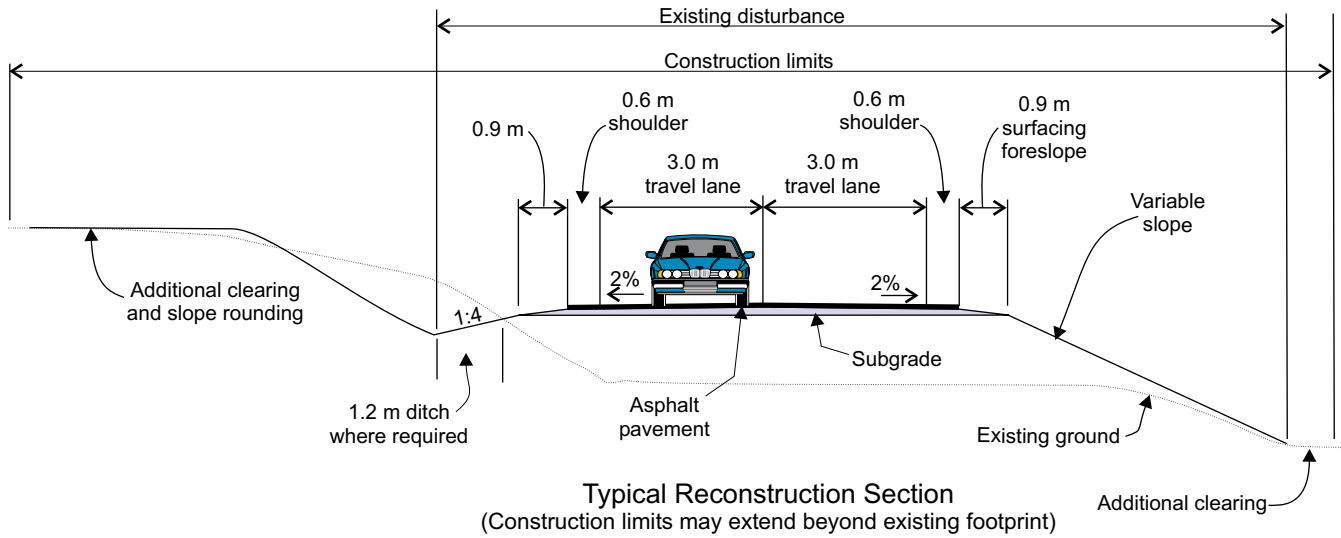 Existing disturbance
Construction limits
0.6 m
shoulder
0.6 m
shoulder
0.9 m
surfacing
foreslope
0.9 m
3.0 m
travel lane
3.0 m
travel lane
Variable
slope
2%
2%
Additional clearing
and slope rounding
1:4
Subgrade
1.2 m ditch
where required
Asphalt
pavement
Existing ground
Additional clearing
Typical Reconstruction Section
(Construction limits may extend beyond existing footprint)